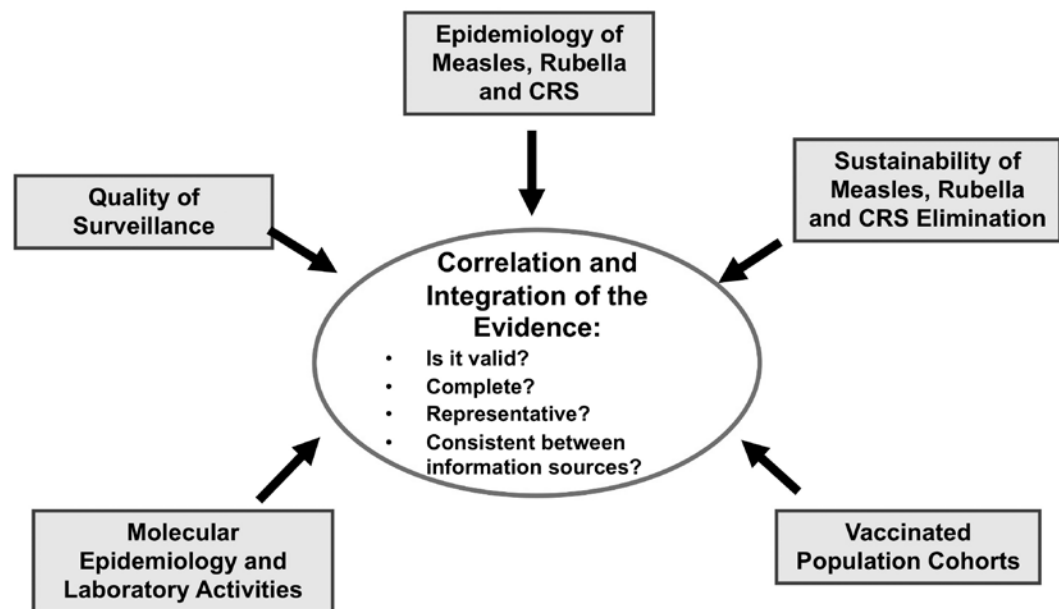 Epidemiology of
Measles, Rubella
and CRS
Quality of
Surveillance
Sustainability of
Measles, Rubella
and CRS Elimination
Correlation and
Integration of the
Evidence:
• Is it valid?
• Complete?
• Representative?
• Consistent between
information sources?
Molecular
Epidemiology and
Laboratory Activities
Vaccinated
Population Cohorts